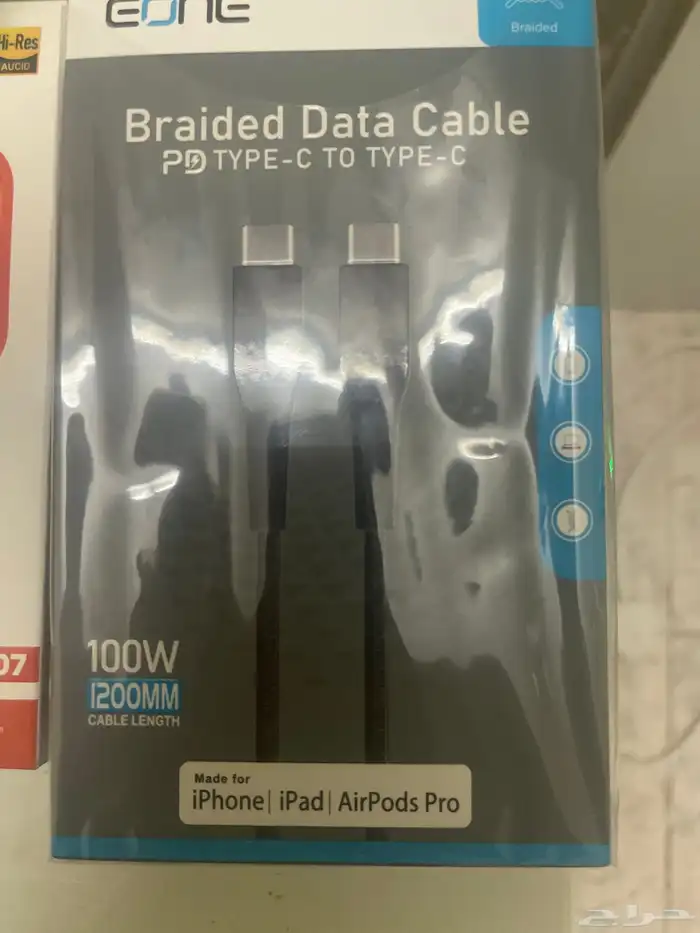 EONE
Hi-Res
AUDIO
Braided
Braided Data Cable
PD TYPE-C TO TYPE-C
07
100W
1200MM
CABLE LENGTH
Made for
iPhone| iPad| AirPods Pro
حراج